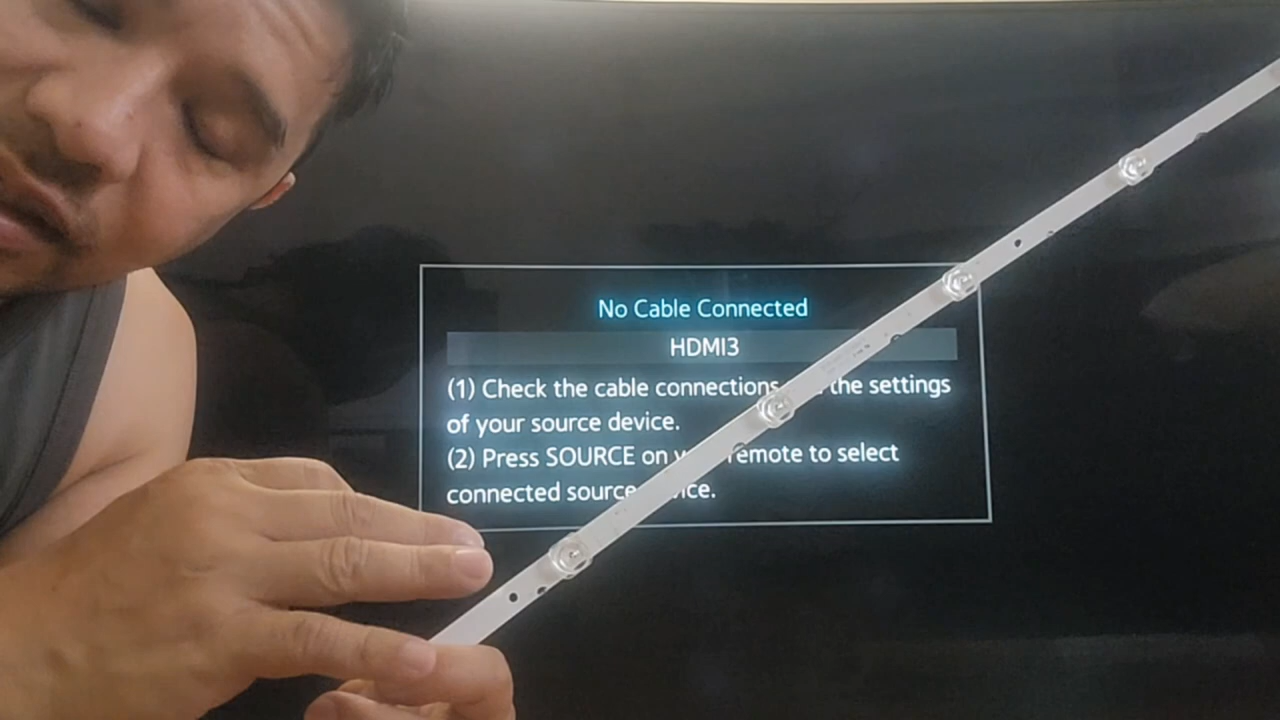 No Cable Connected
HDMI3
(1) Check the cable connections the settings
of your source device.
(2) Press SOURCE on remote to select
connected source